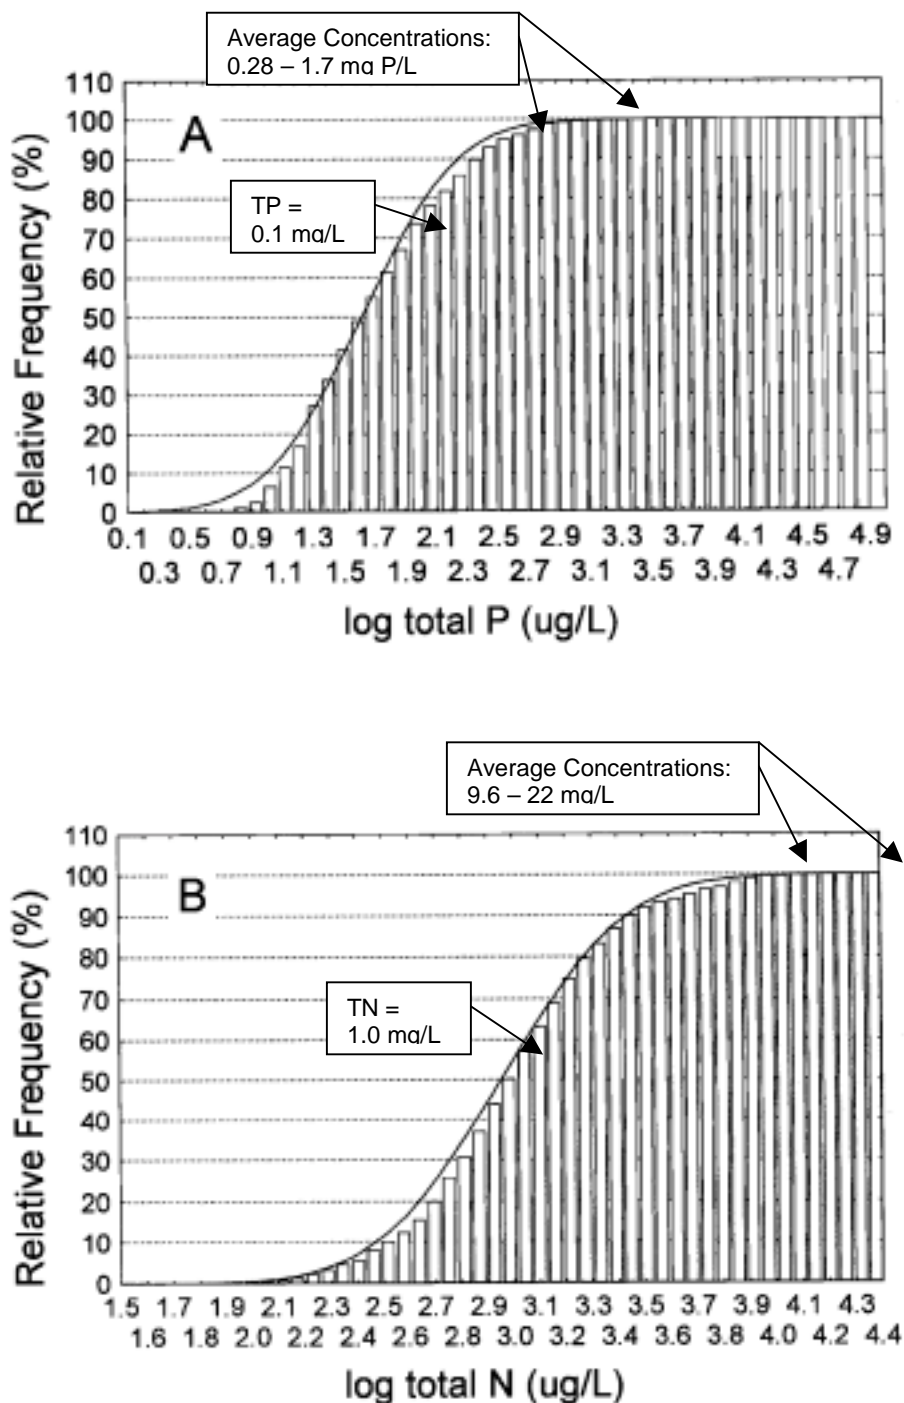 Average Concentrations:
0.28 – 1.7 mg P/L
110
100
90
80
70
60
50
40
30
20
10
0
Relative Frequency (%)
A
TP =
0.1 mg/L
0.1 0.5 0.9 1.3 1.7 2.1 2.5 2.9 3.3 3.7 4.1 4.5 4.9
0.3 0.7 1.1 1.5 1.9 2.3 2.7 3.1 3.5 3.9 4.3 4.7
log total P (ug/L)
Average Concentrations:
9.6 – 22 mg/L
110
100
90
80
70
60
50
40
30
20
10
0
Relative Frequency (%)
B
TN =
1.0 mg/L
1.5 1.7 1.9 2.1 2.3 2.5 2.7 2.9 3.1 3.3 3.5 3.7 3.9 4.1 4.3
1.6 1.8 2.0 2.2 2.4 2.6 2.8 3.0 3.2 3.4 3.6 3.8 4.0 4.2 4.4
log total N (ug/L)